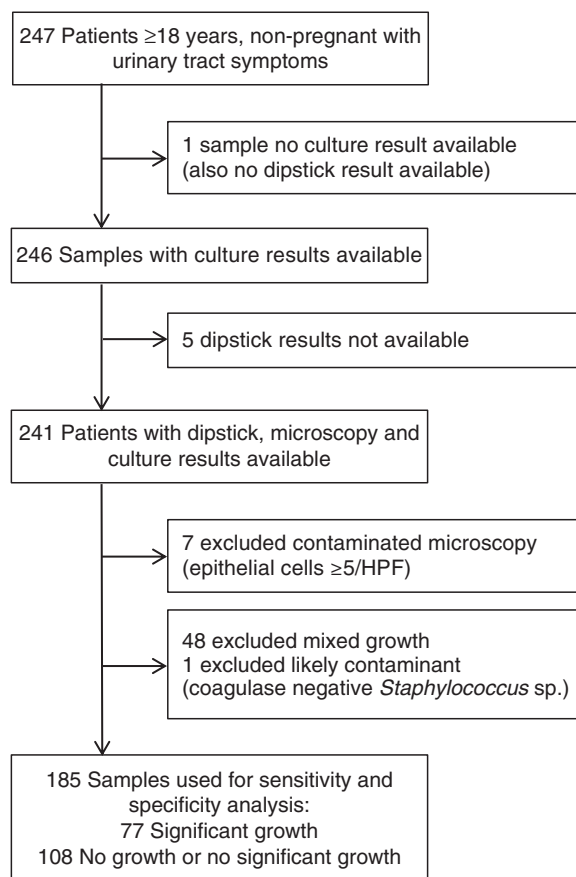 247 Patients ≥18 years, non-pregnant with
urinary tract symptoms
1 sample no culture result available
(also no dipstick result available)
246 Samples with culture results available
5 dipstick results not available
241 Patients with dipstick, microscopy and
culture results available
7 excluded contaminated microscopy
(epithelial cells ≥5/HPF)
48 excluded mixed growth
1 excluded likely contaminant
(coagulase negative Staphylococcus sp.)
185 Samples used for sensitivity and
specificity analysis:
77 Significant growth
108 No growth or no significant growth